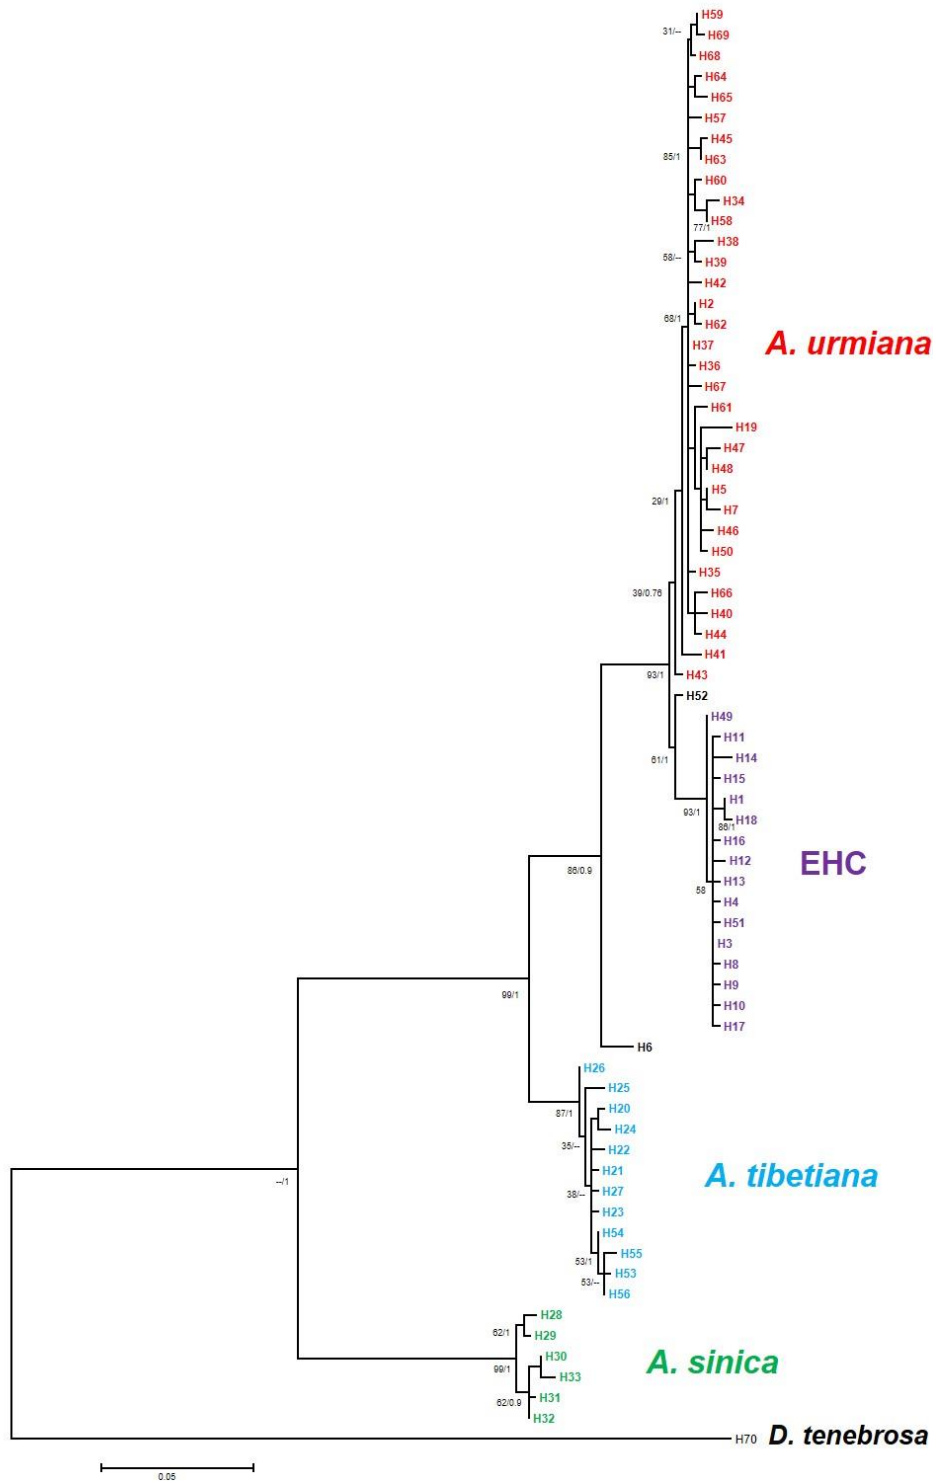 H59
31/--
H69
H68
H64
H65
H57
H45
85/1
H63
H60
H34
H58
77/1
H38
58/--
H39
H42
H2
68/1
H62
H37
A. urmiana
H36
H67
H61
H19
H47
H48
H5
29/1
H7
H46
H50
H35
39/0.76
H66
H40
H44
H41
93/1
H43
H52
H49
H11
61/1
H14
H15
H1
93/1
H18
86/1
H16
H12
EHC
86/0.9
H13
58
H4
H51
H3
H8
H9
99/1
H10
H17
H6
H26
H25
H20
87/1
H24
35/--
H22
H21
A. tibetiana
--/1
H27
38/--
H23
H54
H55
53/1
H53
53/--
H56
H28
62/1
H29
H30
A. sinica
99/1
H33
H31
62/0.9
H32
H70 D. tenebrosa
0.05